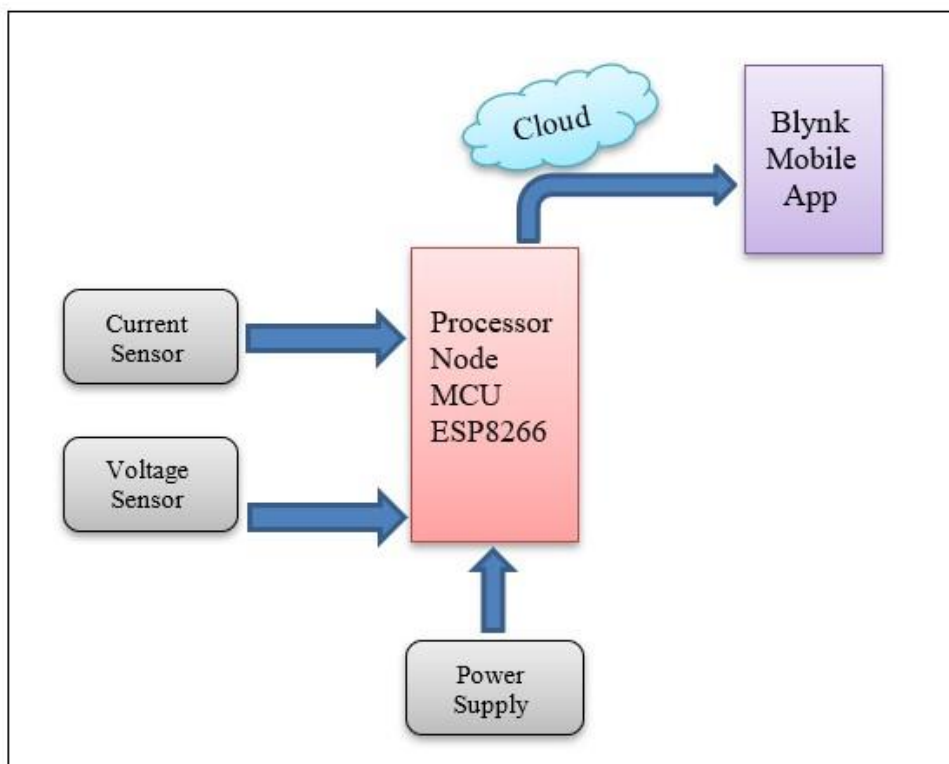 Cloud
Blynk
Mobile
App
Current
Sensor
Processor
Node
MCU
ESP8266
Voltage
Sensor
Power
Supply